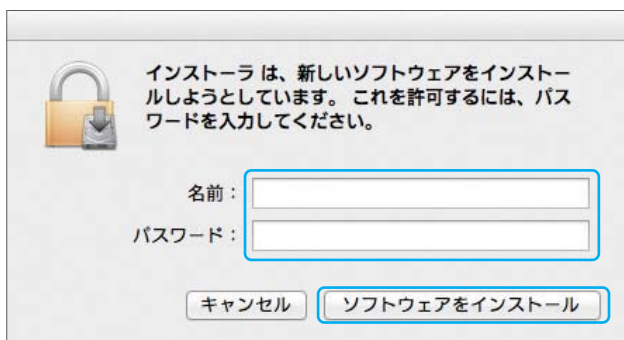 インストーラ は、新しいソフトウェアをインストー
ルしようとしています。 これを許可するには、パス
ワードを入力してください。
名前：
パスワード：
キャンセル
ソフトウェアをインストール